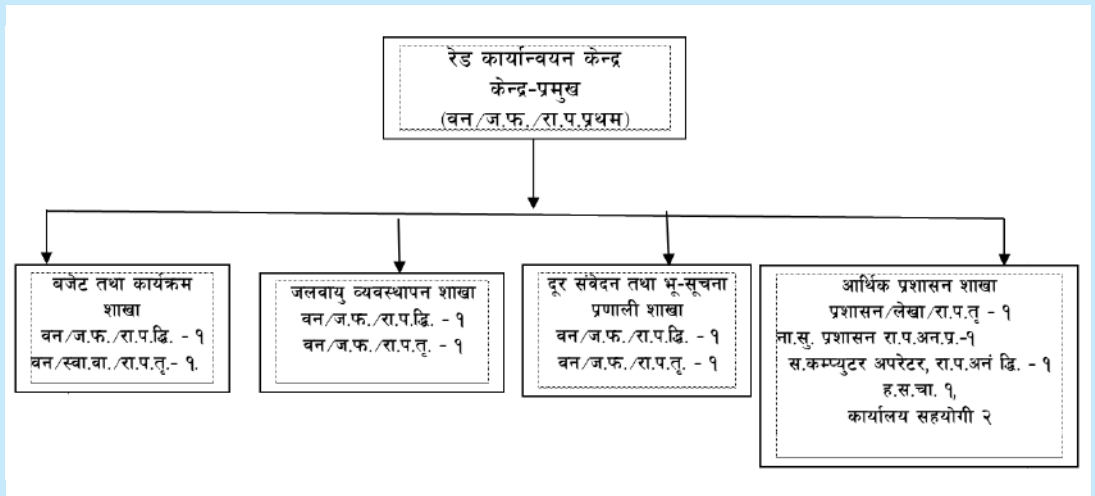 रेड कार्यान्वयन केन्द्र
केन्द्र-प्रमुख
(वन/ज.फ./रा.प.प्रथम)
बजेट तथा कार्यक्रम
शाखा
वन/ज.फ./रा.प.द्वि. - १
वन/स्वा.वा./रा.प.तृ.- १.
जलवायु व्यवस्थापन शाखा
वन/ज.फ./रा.प.द्वि. - १
वन/ज.फ./रा.प.तृ. - १
दूर संवेदन तथा भू-सूचना
प्रणाली शाखा
वन/ज.फ./रा.प.द्वि. - १
वन/ज.फ./रा.प.तृ. - १
आर्थिक प्रशासन शाखा
प्रशासन/लेखा/रा.प.तृ - १
ना.सु. प्रशासन रा.प.अन.प्र.-१
स.कम्प्युटर अपरेटर, रा.प.अनं द्वि. - १
ह.स.चा. १,
कार्यालय सहयोगी २